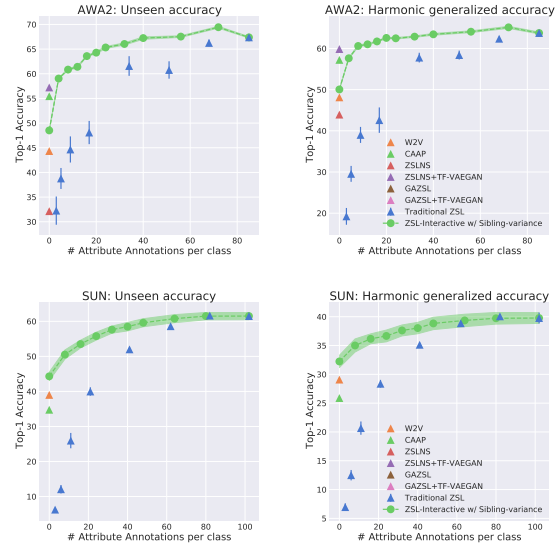 AWA2: Unseen accuracy
70
65
60
55
50
45
40
35
30
Top-1 Accuracy
0 20 40 60 80
# Attribute Annotations per class
AWA2: Harmonic generalized accuracy
60
50
40
30
20
Top-1 Accuracy
W2V
CAAP
ZSLNS
ZSLNS+TF-VAEGAN
GAZSL
GAZSL+TF-VAEGAN
Traditional ZSL
ZSL-Interactive w/ Sibling-variance
0 20 40 60 80
# Attribute Annotations per class
SUN: Unseen accuracy
60
50
40
30
20
10
Top-1 Accuracy
0 20 40 60 80 100
# Attribute Annotations per class
SUN: Harmonic generalized accuracy
40
35
30
25
20
15
10
5
Top-1 Accuracy
W2V
CAAP
ZSLNS
ZSLNS+TF-VAEGAN
GAZSL
GAZSL+TF-VAEGAN
Traditional ZSL
ZSL-Interactive w/ Sibling-variance
0 20 40 60 80 100
# Attribute Annotations per class